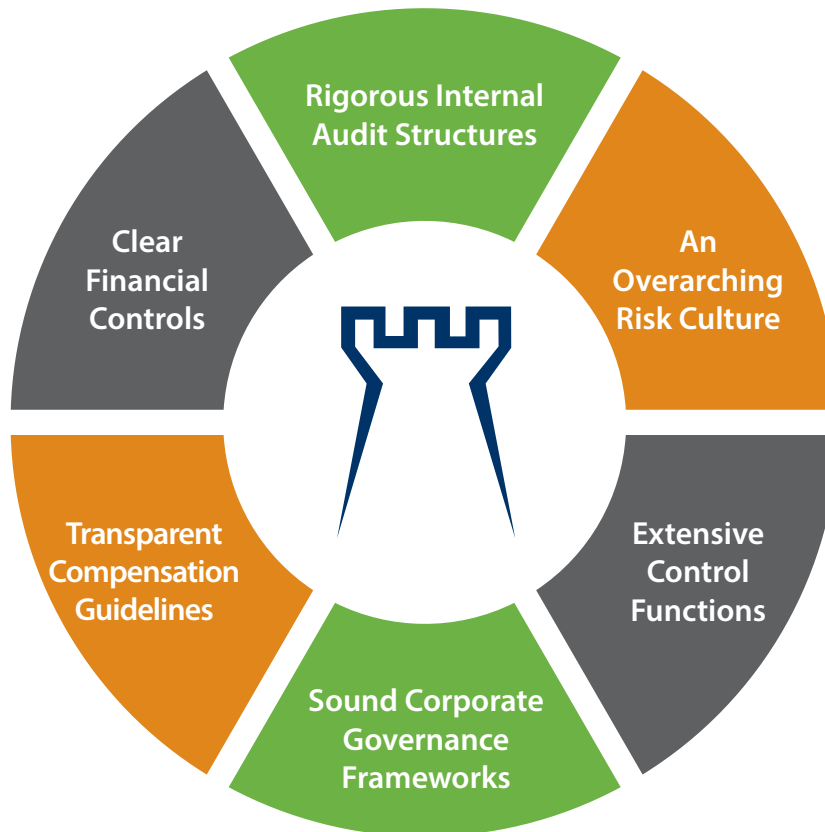 Rigorous Internal
Audit Structures
An
Overarching
Risk Culture
Extensive
Control
Functions
Sound Corporate
Governance
Frameworks
Transparent
Compensation
Guidelines
Clear
Financial
Controls